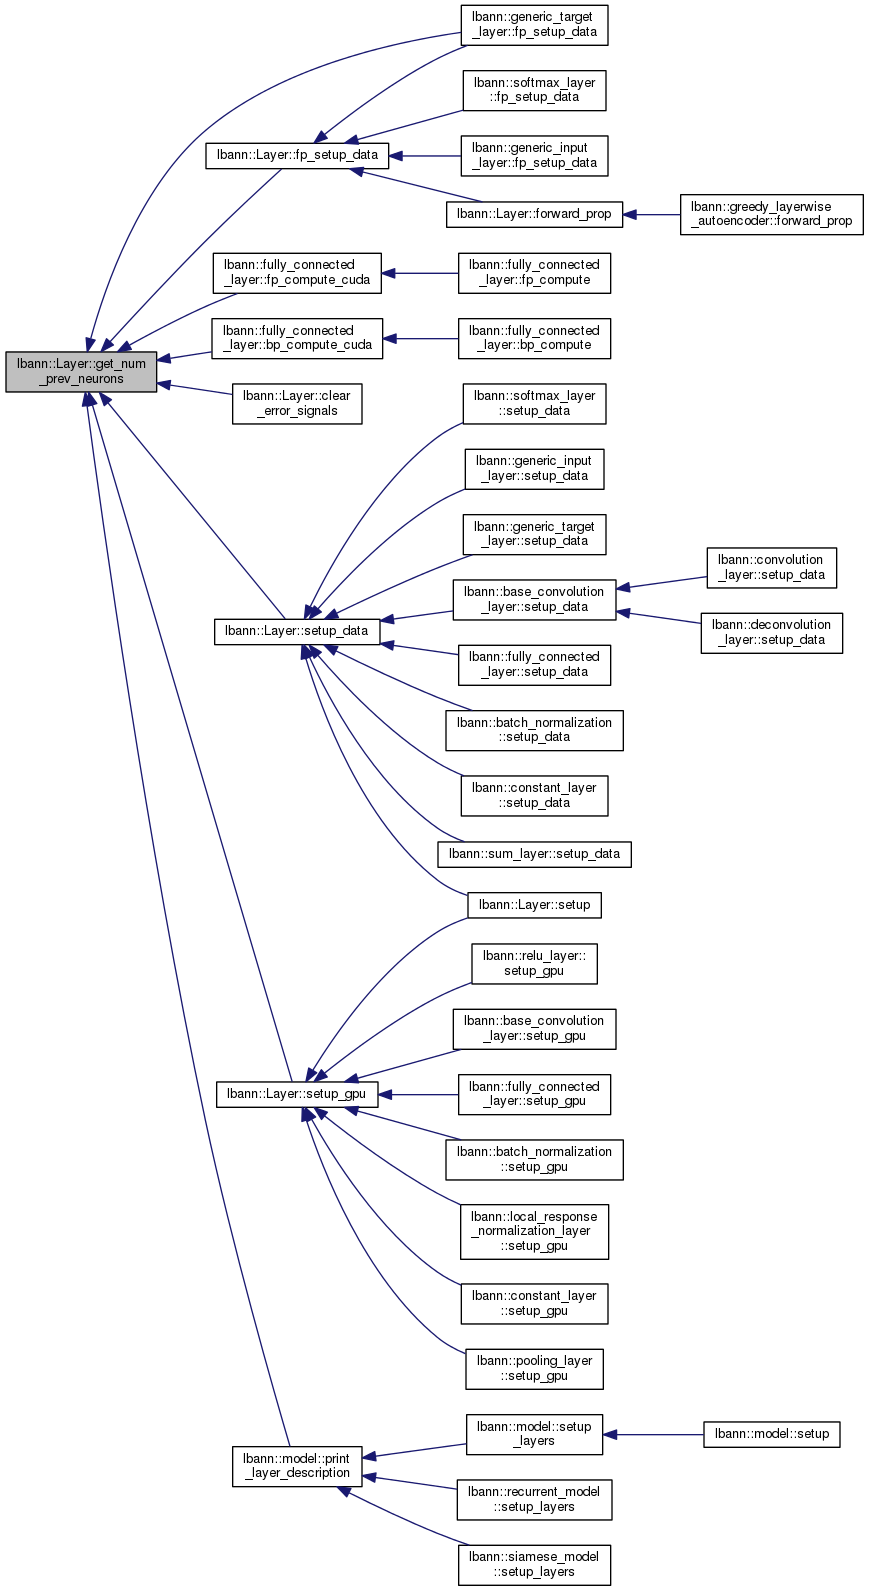 lbann::generic_target
_layer::fp_setup_data
lbann::softmax_layer
::fp_setup_data
lbann::Layer::fp_setup_data
lbann::generic_input
_layer::fp_setup_data
lbann::Layer::forward_prop
lbann::greedy_layerwise
_autoencoder::forward_prop
lbann::fully_connected
_layer::fp_compute_cuda
lbann::fully_connected
_layer::fp_compute
lbann::fully_connected
_layer::bp_compute_cuda
lbann::fully_connected
_layer::bp_compute
lbann::Layer::get_num
_prev_neurons
lbann::Layer::clear
_error_signals
lbann::softmax_layer
::setup_data
lbann::generic_input
_layer::setup_data
lbann::generic_target
_layer::setup_data
lbann::convolution
_layer::setup_data
lbann::base_convolution
_layer::setup_data
lbann::deconvolution
_layer::setup_data
lbann::Layer::setup_data
lbann::fully_connected
_layer::setup_data
lbann::batch_normalization
::setup_data
lbann::constant_layer
::setup_data
lbann::sum_layer::setup_data
lbann::Layer::setup
lbann::relu_layer::
setup_gpu
lbann::base_convolution
_layer::setup_gpu
lbann::Layer::setup_gpu
lbann::fully_connected
_layer::setup_gpu
lbann::batch_normalization
::setup_gpu
lbann::local_response
_normalization_layer
::setup_gpu
lbann::constant_layer
::setup_gpu
lbann::pooling_layer
::setup_gpu
lbann::model::setup
_layers
lbann::model::setup
lbann::model::print
_layer_description
lbann::recurrent_model
::setup_layers
lbann::siamese_model
::setup_layers